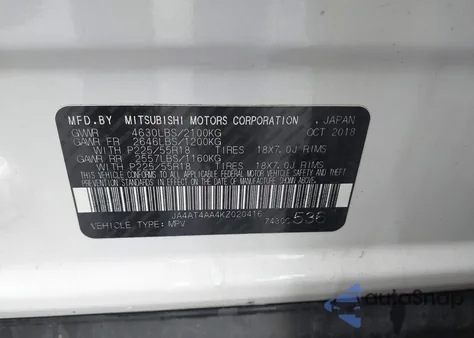 MFD.BY MITSUBISHI MOTORS CORPORATION . JAPAN
GVWR 4630LBS/2100KG OCT 2018
GAWR FR 2646LBS/1200KG
WITH P225/55R18 TIRES 18X7.0J RIMS
GAWR RR 2557LBS/1160KG
WITH P225/55R18 TIRES 18X7.0J RIMS
THIS VEHICLE CONFORMS TO ALL APPLICABLE U.S. FEDERAL MOTOR VEHICLE
SAFETY, BUMPER AND THEFT PREVENTION STANDARDS IN EFFECT ON THE DATE OF
MANUFACTURE SHOWN ABOVE.
JA4AT4AA4KZ020416 7430C 536
VEHICLE TYPE: MPV
AutoSnap